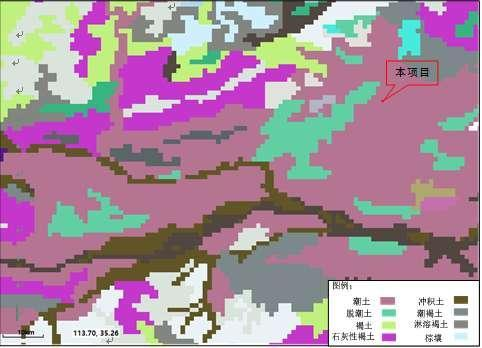 本项目
图例:
潮土 冲积土
脱潮土 潮褐土
褐土 淋溶褐土
石灰性褐土 棕壤
10km 113.70, 35.26